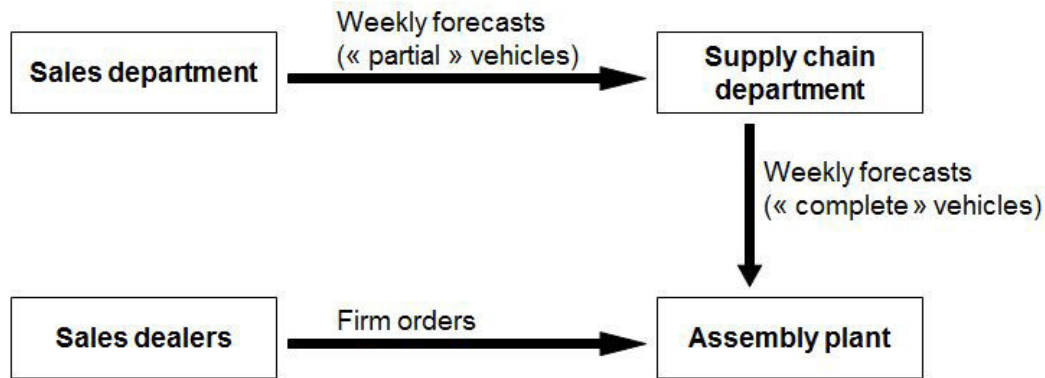 Weekly forecasts
(« partial » vehicles)
Sales department
Supply chain
department
Weekly forecasts
(« complete » vehicles)
Sales dealers
Firm orders
Assembly plant